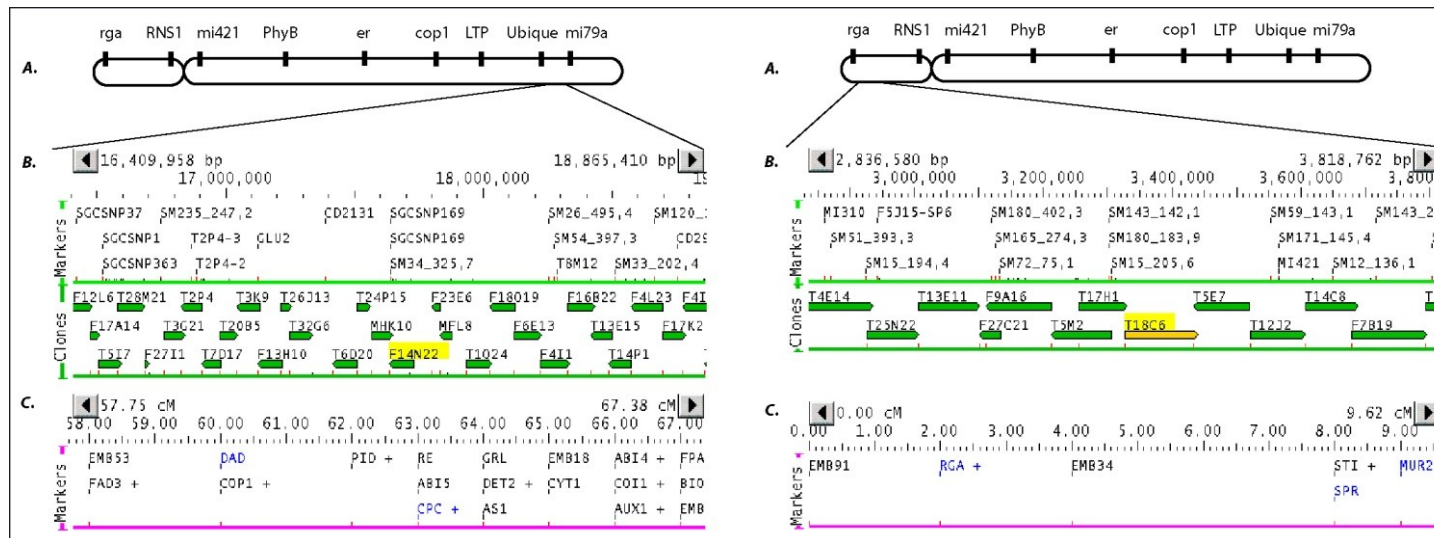 rga RNS1 mi421 PhyB er cop1 LTP Ubique mi79a
A.
B.
16,409,958 bp 18,865,410 bp
17,000,000 18,000,000 19
Markers
SGCSNP37 SM235_247,2 CD2131 SGCSNP169 SM26_495,4 SM120_
SGCSNP1 T2P4-3 GLU2 SGCSNP169 SM54_397,3 CD29
SGCSNP363 T2P4-2 SM34_325,7 T8M12 SM33_202,4
Clones
F12L6 T28M21 T2P4 T3K9 T26J13 T24P15 F23E6 F18O19 F16B22 F4L23 F4I
F17A14 T3G21 T20B5 T32G6 MHK10 MFL8 F6E13 T13E15 F17K2
T5I7 F27I1 T7D17 F13H10 T6D20 F14N22 T1O24 F4I1 T14P1
C.
57.75 cM 67.38 cM
58.00 59.00 60.00 61.00 62.00 63.00 64.00 65.00 66.00 67.00
Markers
EMB53 DAD PID + RE GRL EMB18 ABI4 + FPA
FAD3 + COP1 + ABI5 DET2 + CYT1 COI1 + BIO
CPC + AS1 AUX1 + EMB
rga RNS1 mi421 PhyB er cop1 LTP Ubique mi79a
A.
B.
2,836,580 bp 3,818,762 bp
3,000,000 3,200,000 3,400,000 3,600,000 3,80
Markers
MI310 F5J15-SP6 SM180_402,3 SM143_142,1 SM59_143,1 SM143_2
SM51_393,3 SM165_274,3 SM180_183,9 SM171_145,4
SM15_194,4 SM72_75,1 SM15_205,6 MI421 SM12_136,1
Clones
T4E14 T13E11 F9A16 T17H1 T5E7 T14C8 T
T25N22 F27C21 T5M2 T18C6 T12J2 F7B19
C.
0.00 cM 9.62 cM
0.00 1.00 2.00 3.00 4.00 5.00 6.00 7.00 8.00 9.00
Markers
EMB91 RGA + EMB34 STI + MUR2
SPR